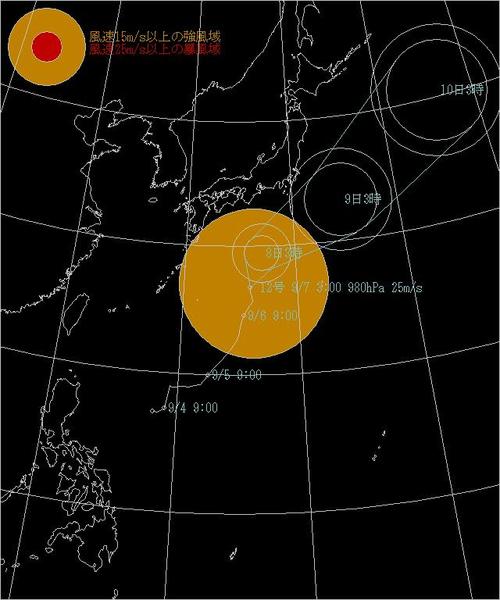 風速15m/s以上の強風域
風速25m/s以上の暴風域
10日3時
9日3時
8日3時
12号 9/7 3:00 980hPa 25m/s
9/6 9:00
9/5 9:00
9/4 9:00